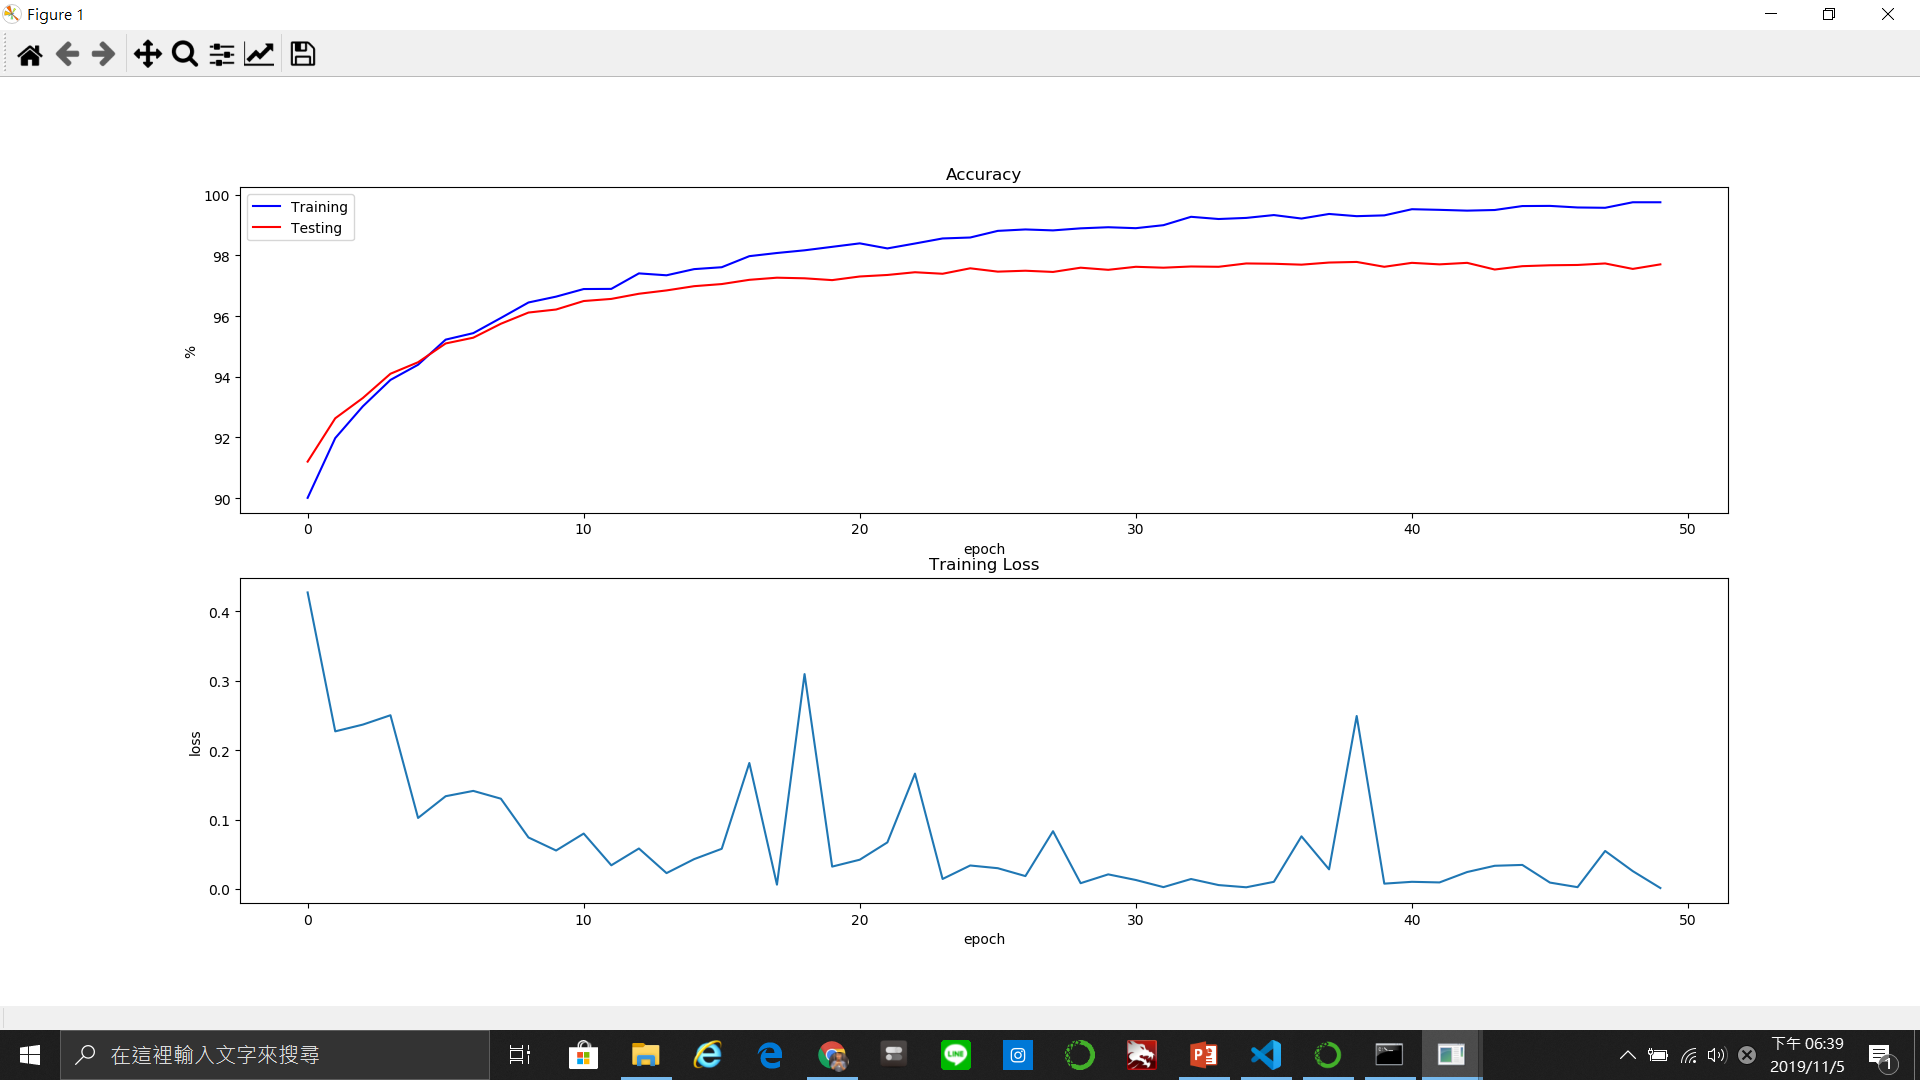 Figure 1
Accuracy
100
98
96
94
92
90
%
Training
Testing
0 10 20 30 40 50
epoch
Training Loss
0.4
0.3
0.2
0.1
0.0
loss
0 10 20 30 40 50
epoch
在這裡輸入文字來搜尋
LINE
下午 06:39
2019/11/5
1